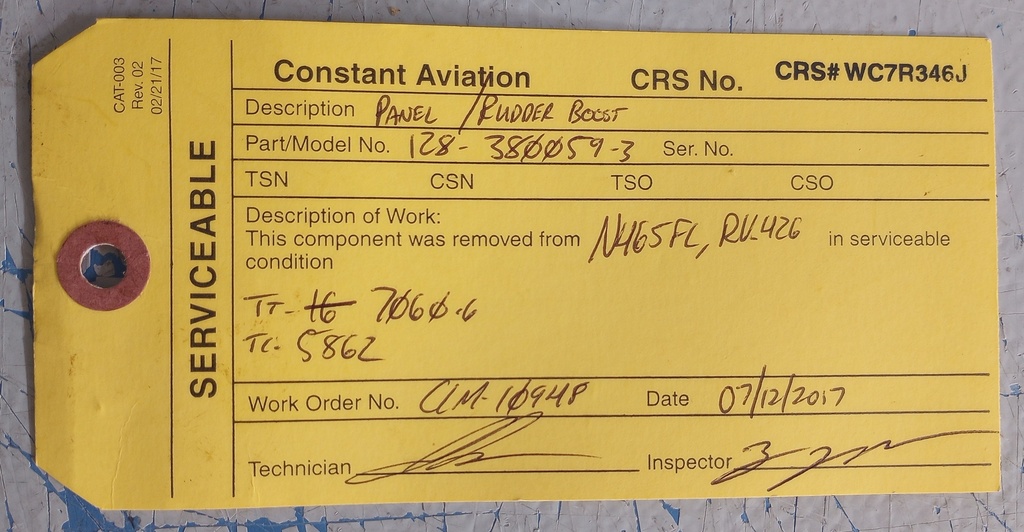 CAT-003
Rev. 02
02/21/17
SERVICEABLE
Constant Aviation CRS No. CRS# WC7R346J
Description PANEL / RUDDER BOOST
Part/Model No. 128-380059-3 Ser. No.
TSN CSN TSO CSO
Description of Work:
This component was removed from N465FL, RK-426 in serviceable
condition
TT- 16 7060.6
TC- 5862
Work Order No. CLM-10948 Date 07/12/2017
Technician Inspector